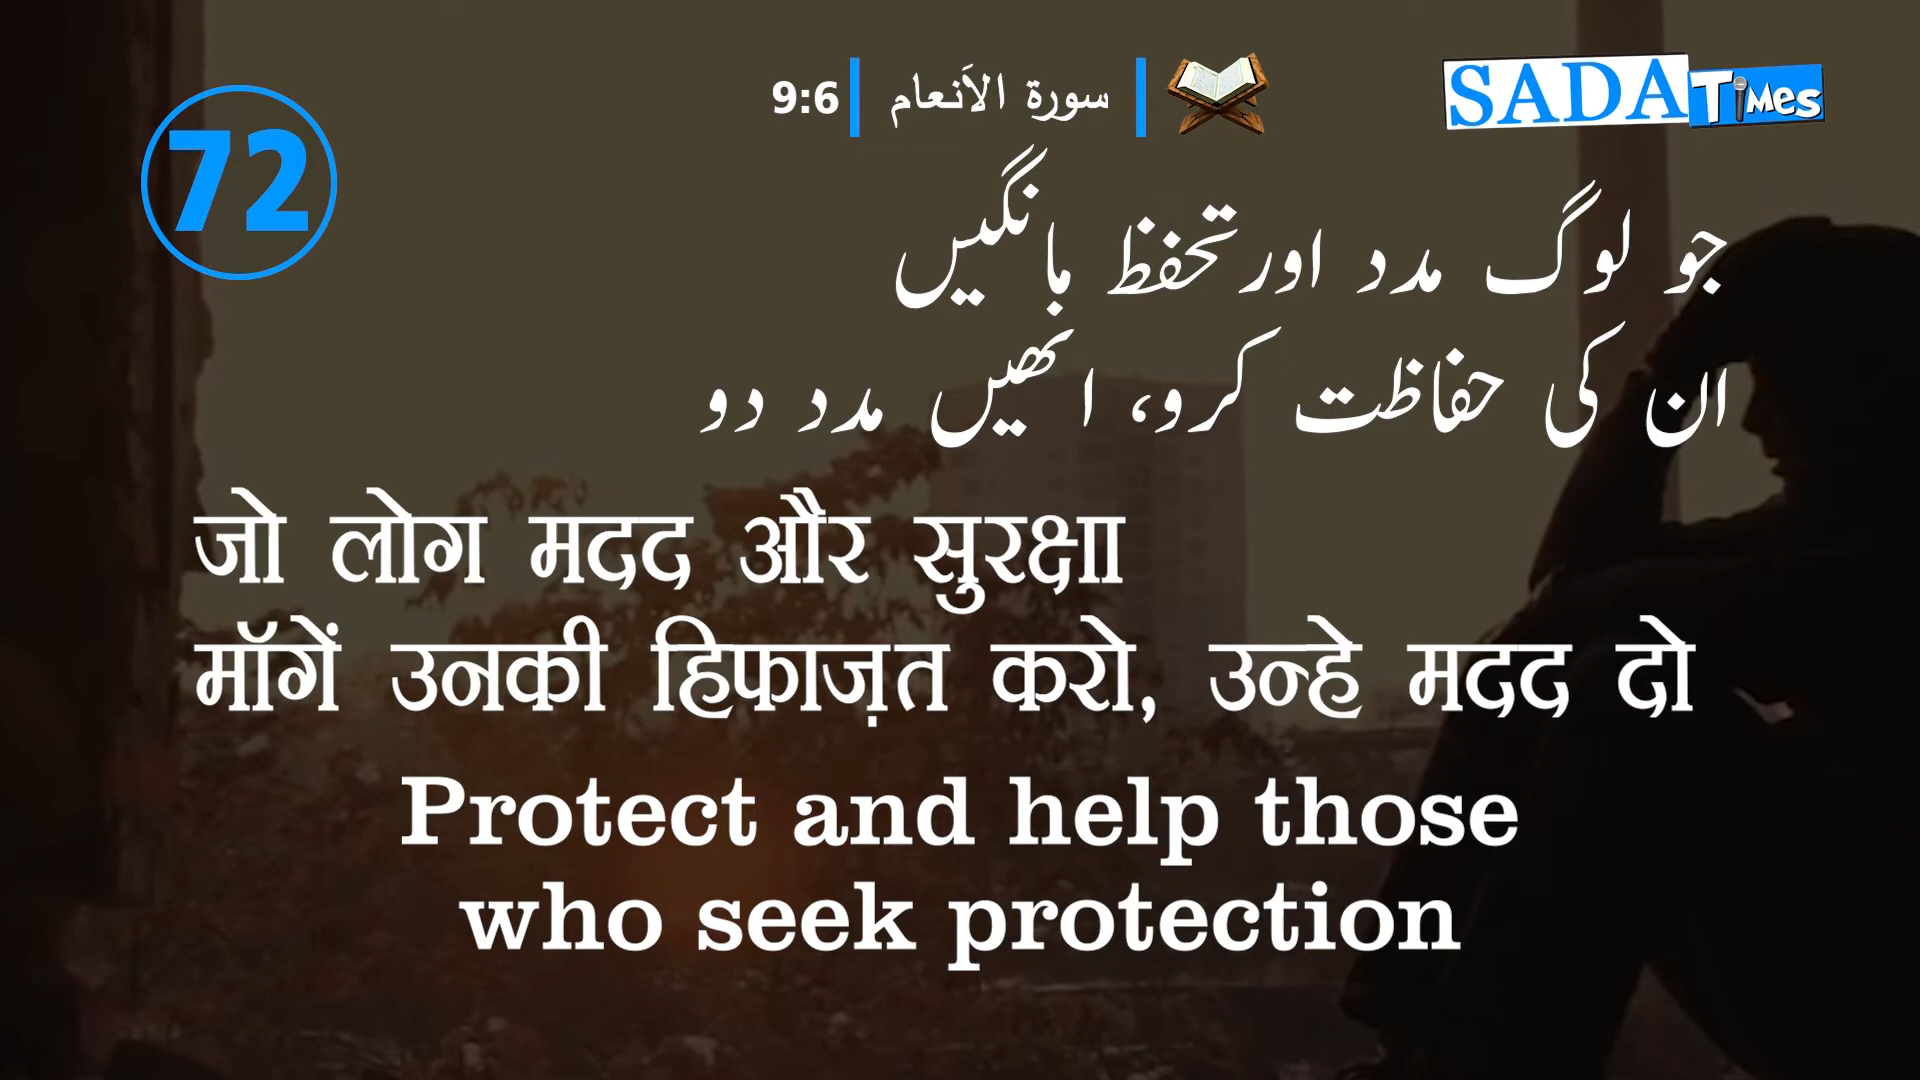 72
9:6 | سورة الاَنعام |
SADA Times
جو لوگ مدد اور تحفظ مانگیں
ان کی حفاظت کرو، انھیں مدد دو
जो लोग मदद और सुरक्षा
मॉगें उनकी हिफाज़त करो, उन्हे मदद दो
Protect and help those
who seek protection